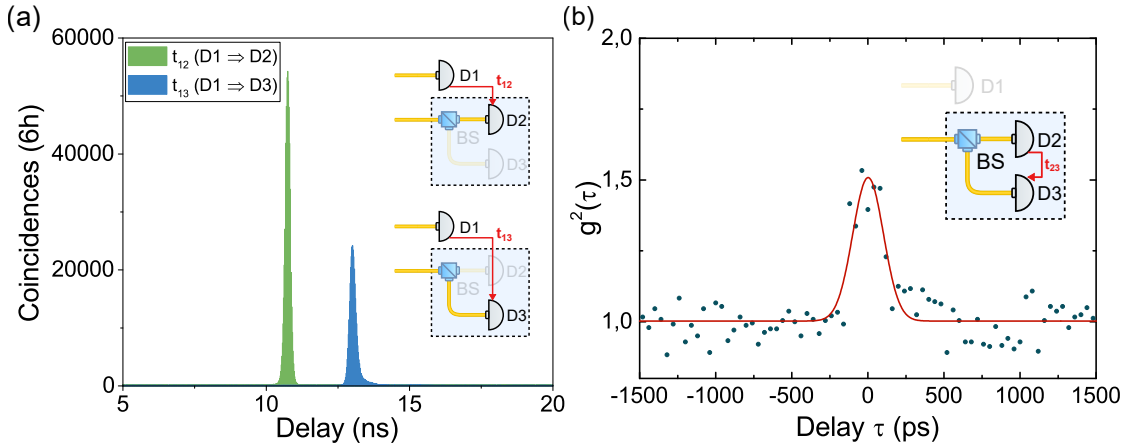 (a)
60000
40000
20000
0
Coincidences (6h)
t12 (D1 ⇒ D2)
t13 (D1 ⇒ D3)
D1
t12
D2
BS
D3
D1
t13
D2
BS
D3
5
10
15
20
Delay (ns)
(b)
2,0
1,5
1,0
g²(τ)
D1
D2
BS
t23
D3
-1500
-1000
-500
0
500
1000
1500
Delay τ (ps)